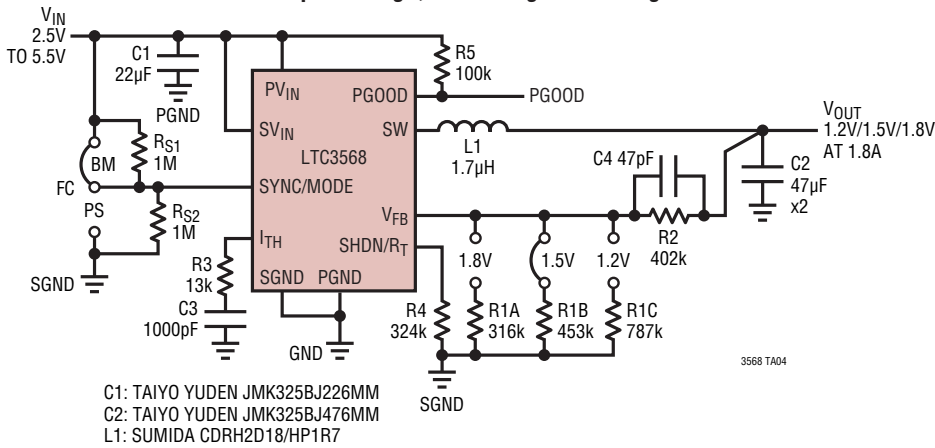 V_IN
2.5V
TO 5.5V
C1
22µF
PGND
R5
100k
PV_IN
PGOOD
PGOOD
SV_IN
SW
LTC3568
L1
1.7µH
V_OUT
1.2V/1.5V/1.8V
AT 1.8A
C4 47pF
C2
47µF
x2
BM
R_S1
1M
FC
SYNC/MODE
PS
R_S2
1M
V_FB
R2
402k
I_TH
SHDN/R_T
1.8V
1.5V
1.2V
SGND
R3
13k
SGND PGND
C3
1000pF
R4
324k
R1A
316k
R1B
453k
R1C
787k
GND
SGND
3568 TA04
C1: TAIYO YUDEN JMK325BJ226MM
C2: TAIYO YUDEN JMK325BJ476MM
L1: SUMIDA CDRH2D18/HP1R7